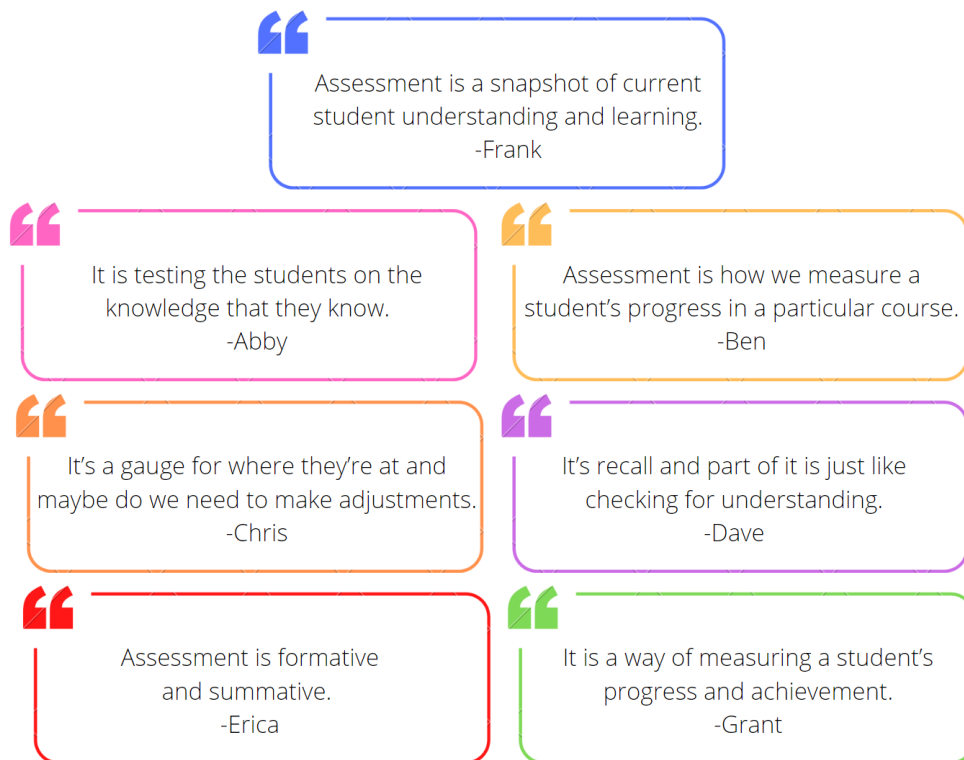 Assessment is a snapshot of current
student understanding and learning.
-Frank
It is testing the students on the
knowledge that they know.
-Abby
Assessment is how we measure a
student’s progress in a particular course.
-Ben
It’s a gauge for where they’re at and
maybe do we need to make adjustments.
-Chris
It’s recall and part of it is just like
checking for understanding.
-Dave
Assessment is formative
and summative.
-Erica
It is a way of measuring a student’s
progress and achievement.
-Grant